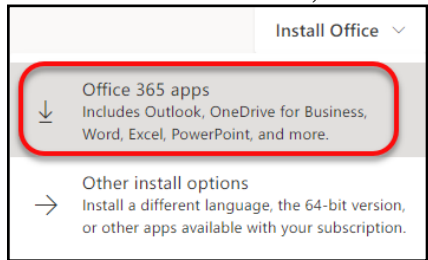 Install Office
Office 365 apps
Includes Outlook, OneDrive for Business,
Word, Excel, PowerPoint, and more.
Other install options
Install a different language, the 64-bit version,
or other apps available with your subscription.